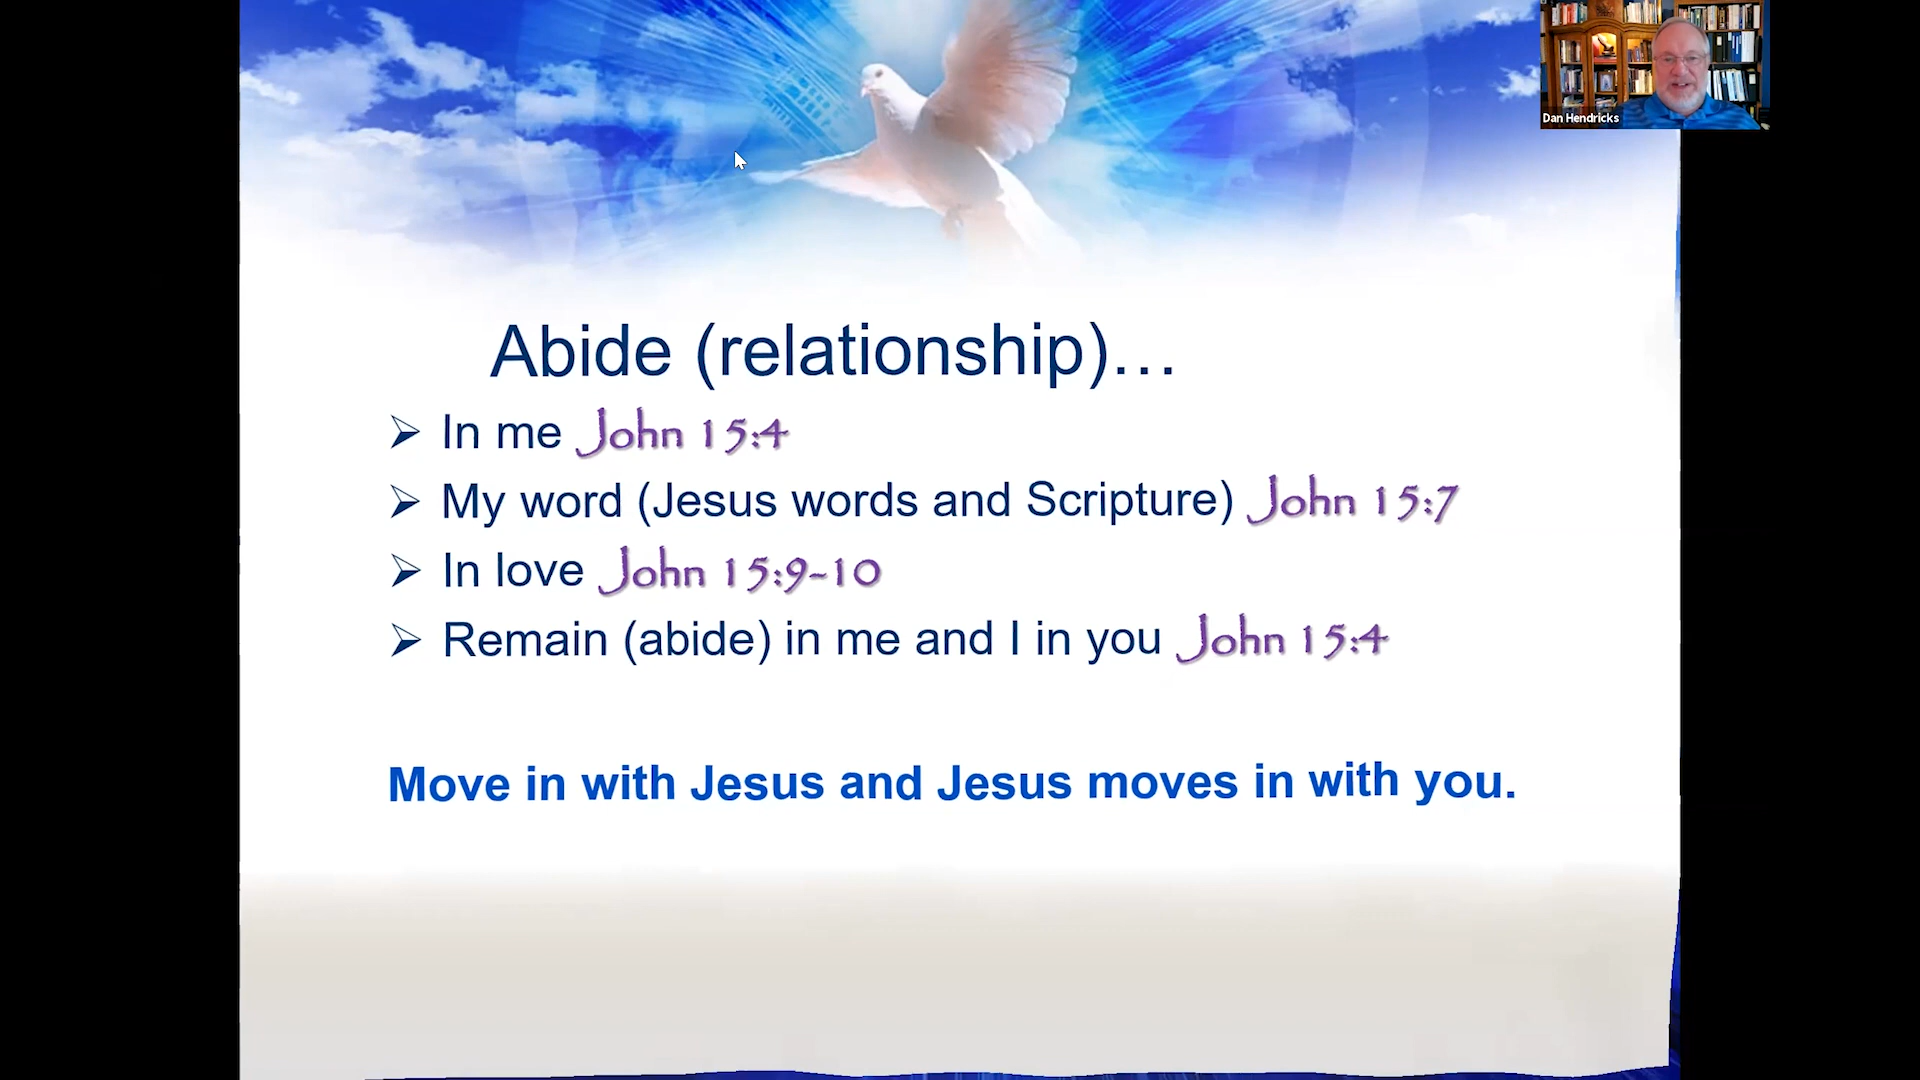 Dan Hendricks
Abide (relationship)…
In me John 15:4
My word (Jesus words and Scripture) John 15:7
In love John 15:9-10
Remain (abide) in me and I in you John 15:4
Move in with Jesus and Jesus moves in with you.